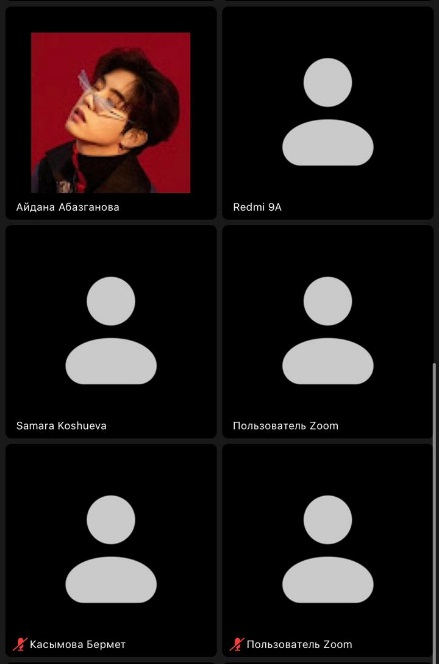 Айдана Абазганова
Redmi 9A
Samara Koshueva
Пользователь Zoom
Касымова Бермет
Пользователь Zoom